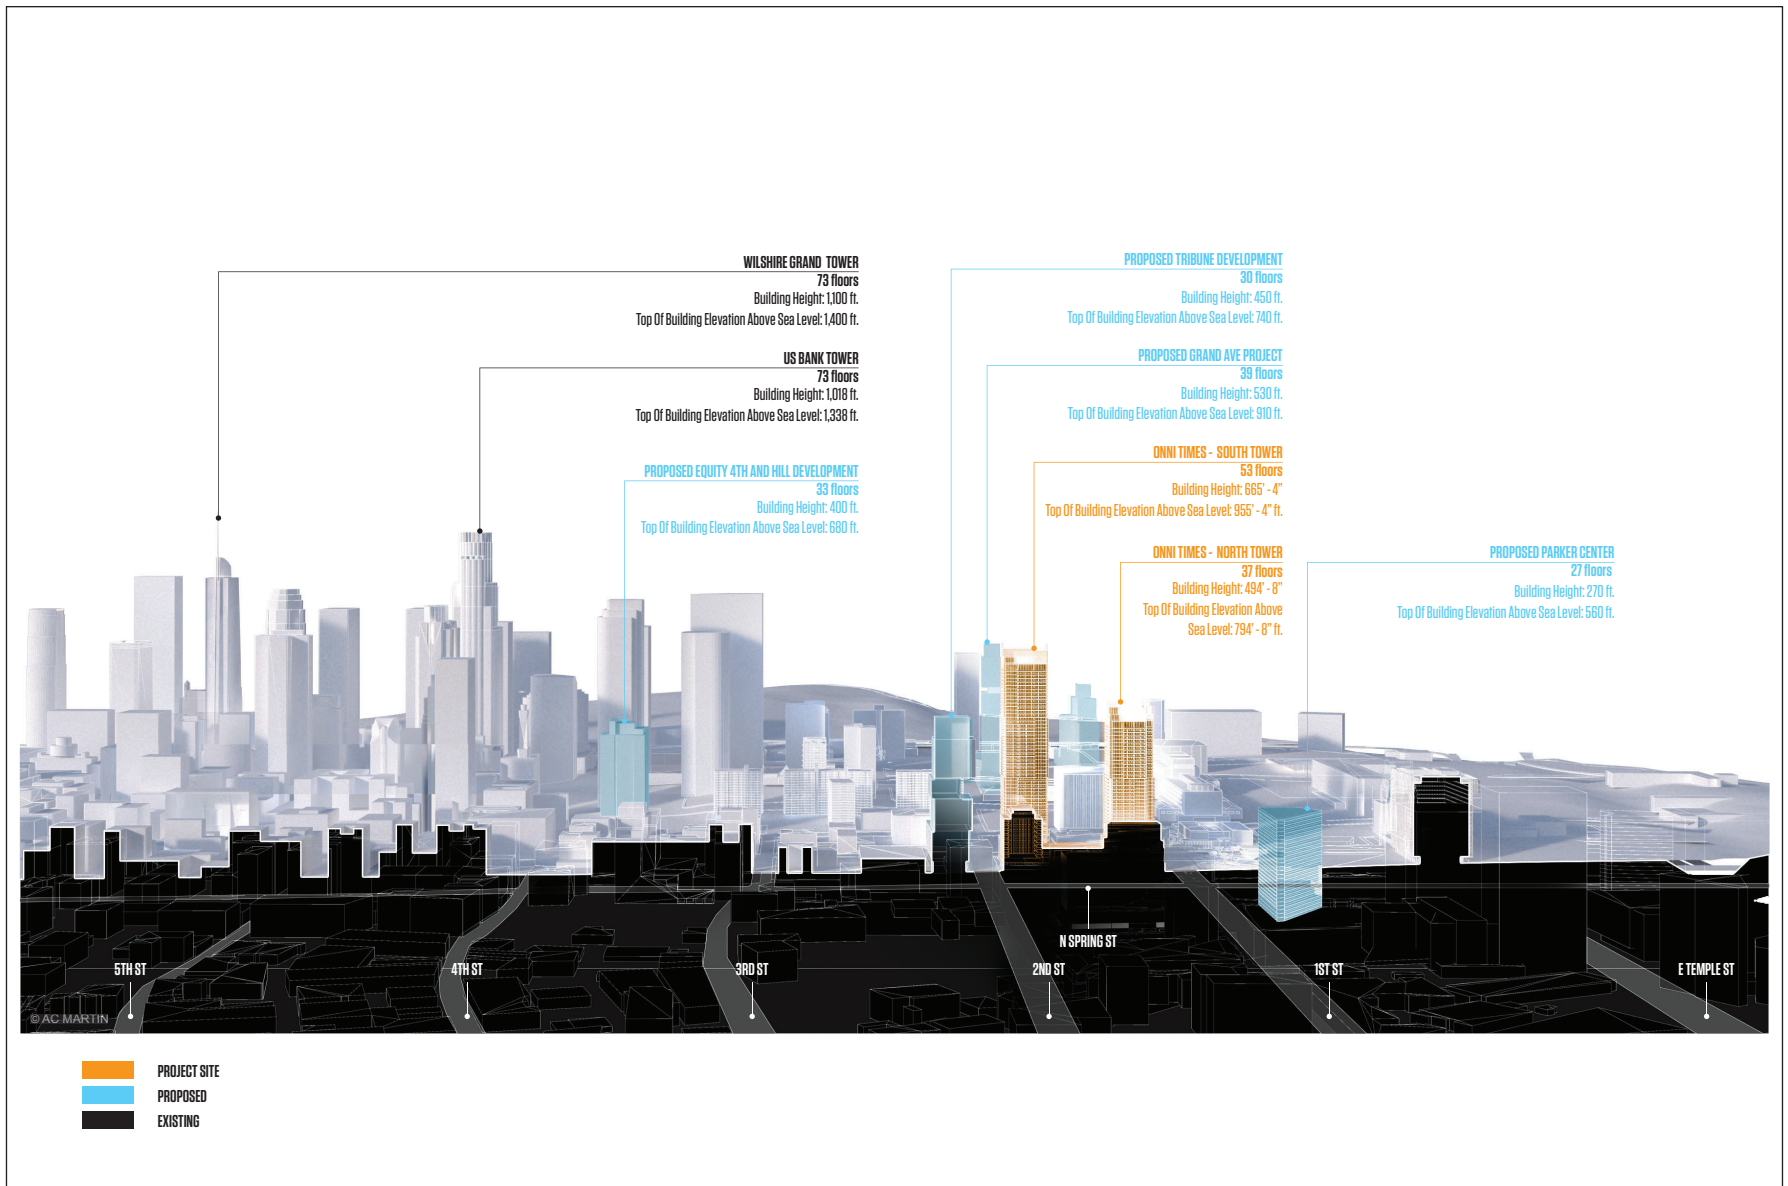 WILSHIRE GRAND TOWER
73 floors
Building Height: 1,100 ft.
Top Of Building Elevation Above Sea Level: 1,400 ft.
US BANK TOWER
73 floors
Building Height: 1,018 ft.
Top Of Building Elevation Above Sea Level: 1,338 ft.
PROPOSED EQUITY 4TH AND HILL DEVELOPMENT
33 floors
Building Height: 400 ft.
Top Of Building Elevation Above Sea Level: 680 ft.
PROPOSED TRIBUNE DEVELOPMENT
30 floors
Building Height: 450 ft.
Top Of Building Elevation Above Sea Level: 740 ft.
PROPOSED GRAND AVE PROJECT
39 floors
Building Height: 530 ft.
Top Of Building Elevation Above Sea Level: 910 ft.
ONNI TIMES - SOUTH TOWER
53 floors
Building Height: 665' - 4"
Top Of Building Elevation Above Sea Level: 955' - 4" ft.
ONNI TIMES - NORTH TOWER
37 floors
Building Height: 494' - 8"
Top Of Building Elevation Above
Sea Level: 794' - 8" ft.
PROPOSED PARKER CENTER
27 floors
Building Height: 270 ft.
Top Of Building Elevation Above Sea Level: 560 ft.
N SPRING ST
5TH ST
4TH ST
3RD ST
2ND ST
1ST ST
E TEMPLE ST
© AC MARTIN
PROJECT SITE
PROPOSED
EXISTING